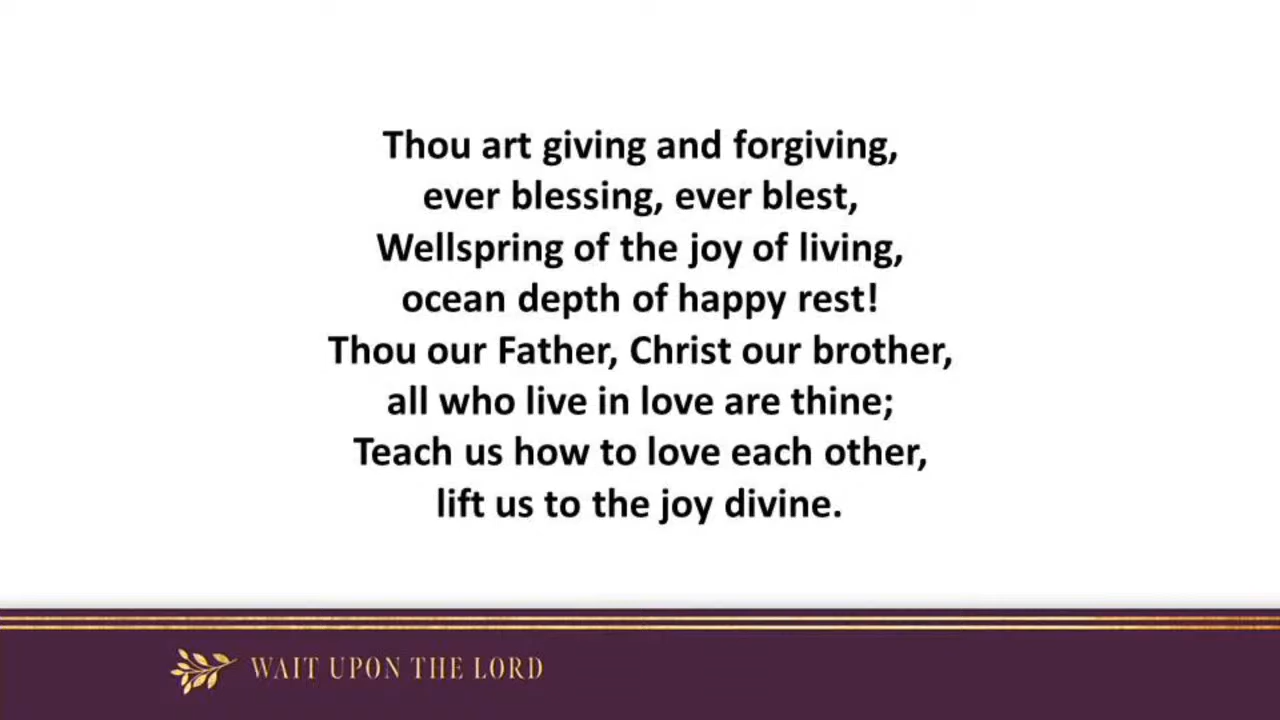 Thou art giving and forgiving,
ever blessing, ever blest,
Wellspring of the joy of living,
ocean depth of happy rest!
Thou our Father, Christ our brother,
all who live in love are thine;
Teach us how to love each other,
lift us to the joy divine.
WAIT UPON THE LORD